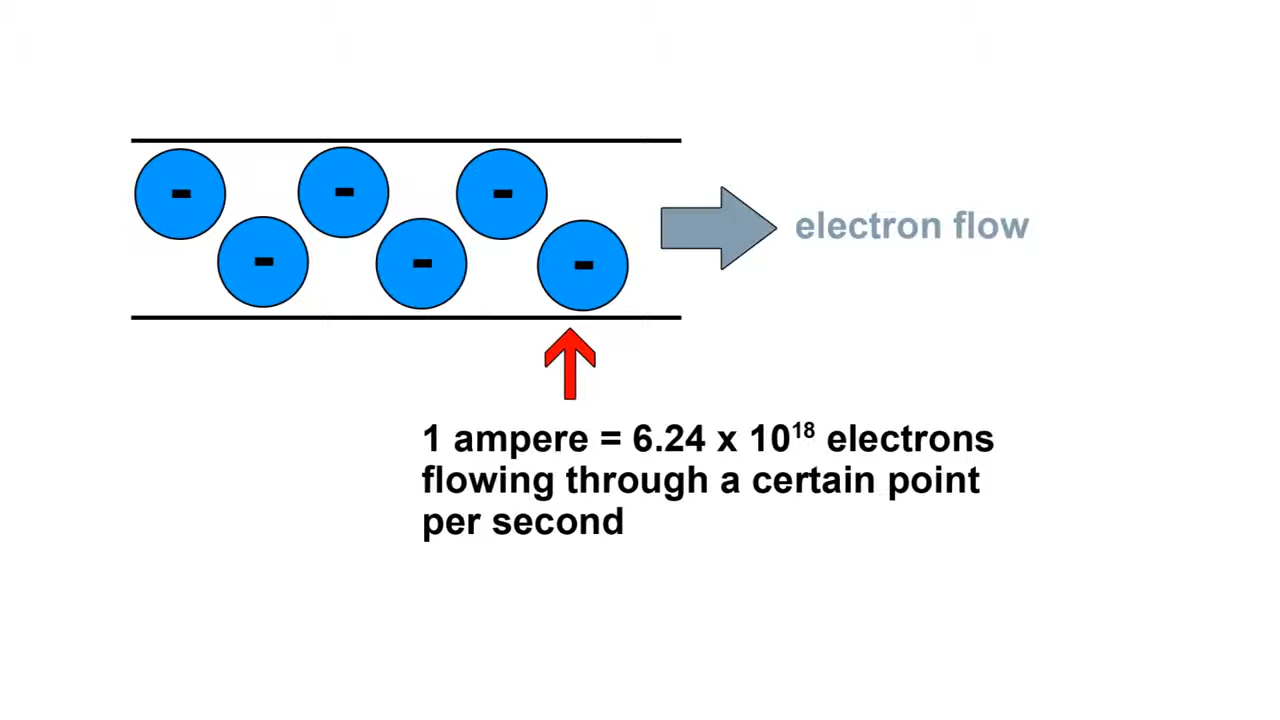 -
-
-
-
-
-
electron flow
1 ampere = 6.24 x 10¹⁸ electrons
flowing through a certain point
per second